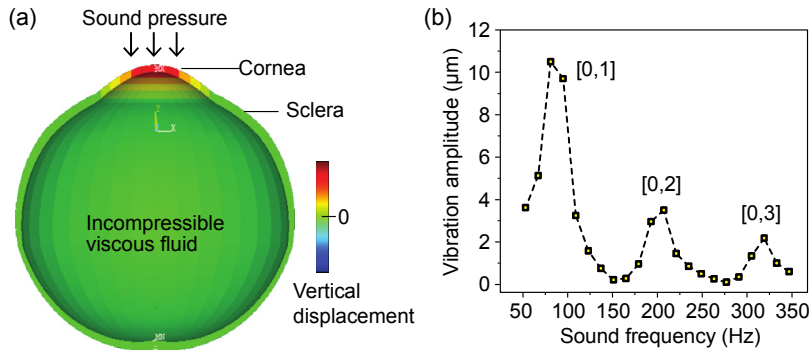 (a)
Sound pressure
Cornea
Sclera
Y
X
Incompressible
viscous fluid
0
Vertical
displacement
(b)
Vibration amplitude (μm)
12
10
8
6
4
2
0
[0,1]
[0,2]
[0,3]
50 100 150 200 250 300 350
Sound frequency (Hz)